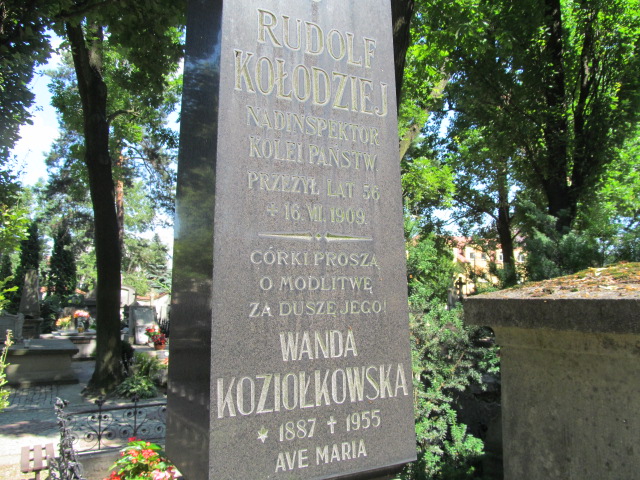 RUDOLF
KOŁODZIEJ
NADINSPEKTOR
KOLEI PAŃSTW
PRZEŻYŁ LAT 56
+ 16.VII.1909.
CÓRKI PROSZĄ
O MODLITWĘ
ZA DUSZĘ JEGO!
WANDA
KOZIOŁKOWSKA
* 1887 † 1955
AVE MARIA